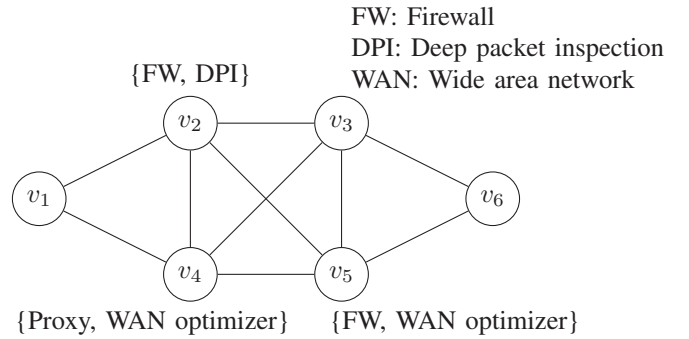 FW: Firewall
DPI: Deep packet inspection
WAN: Wide area network
{FW, DPI}
v2
v3
v1
v6
v4
v5
{Proxy, WAN optimizer}
{FW, WAN optimizer}